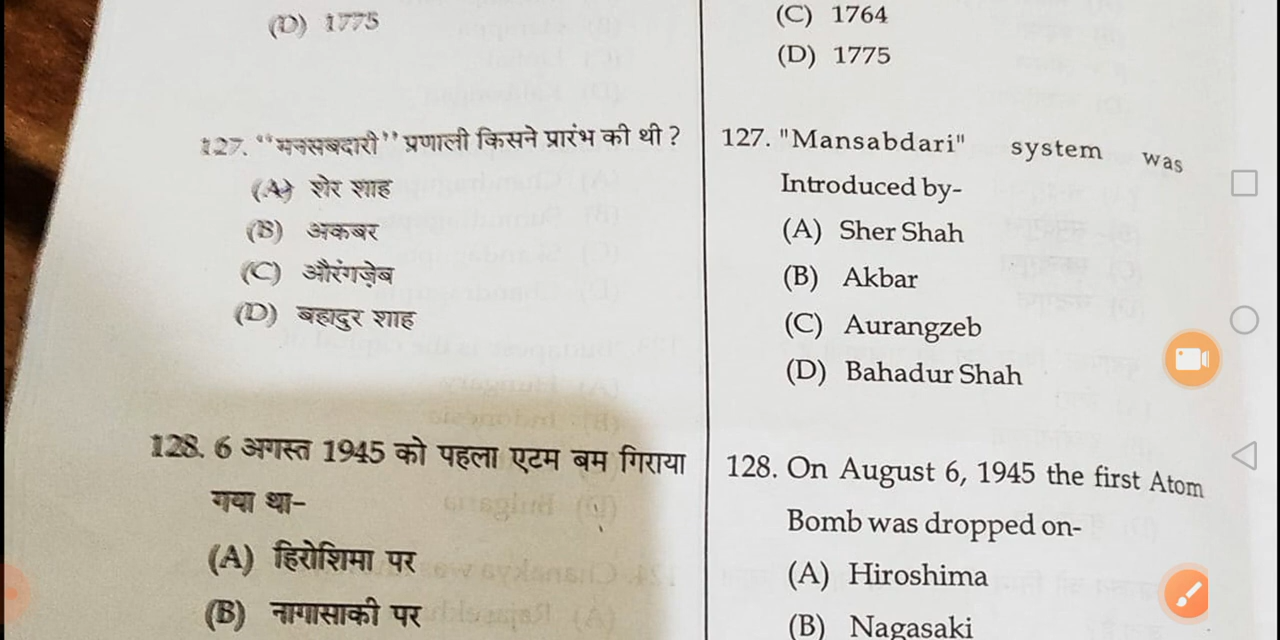 (D) 1775
127. "मनसबदारी" प्रणाली किसने प्रारंभ की थी ?
(A) शेर शाह
(B) अकबर
(C) औरंगज़ेब
(D) बहादुर शाह
128. 6 अगस्त 1945 को पहला एटम बम गिराया
गया था-
(A) हिरोशिमा पर
(B) नागासाकी पर
(C) 1764
(D) 1775
127. "Mansabdari" system was
Introduced by-
(A) Sher Shah
(B) Akbar
(C) Aurangzeb
(D) Bahadur Shah
128. On August 6, 1945 the first Atom
Bomb was dropped on-
(A) Hiroshima
(B) Nagasaki